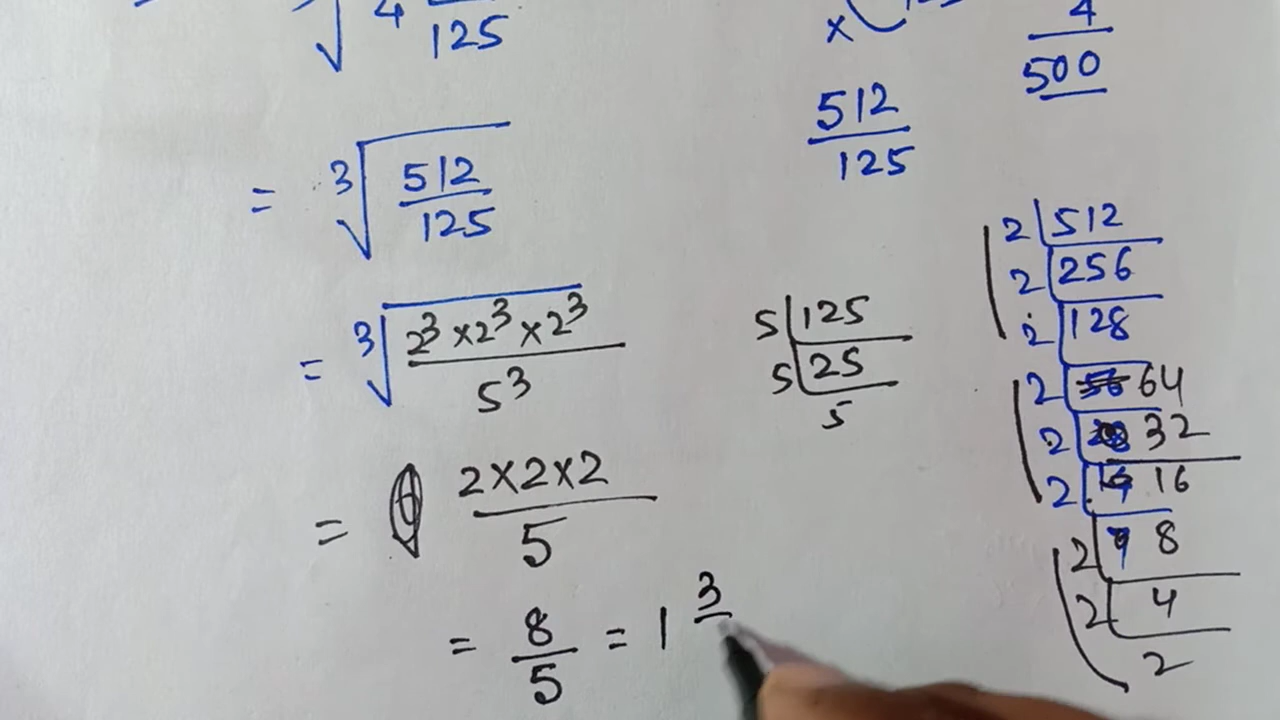 ∛4 —/125
×
4
500
512/125
= ∛(512/125)
= ∛((2³ × 2³ × 2³)/5³)
= (2×2×2)/5
= 8/5 = 1 3/
5 | 125
5 | 25
5
2 | 512
2 | 256
2 | 128
2 | 64
2 | 32
2 | 16
2 | 8
2 | 4
2